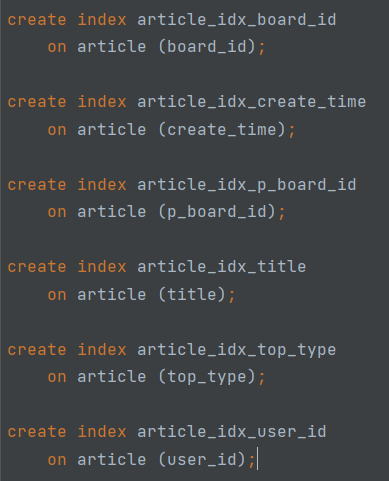 create index article_idx_board_id
    on article (board_id);

create index article_idx_create_time
    on article (create_time);

create index article_idx_p_board_id
    on article (p_board_id);

create index article_idx_title
    on article (title);

create index article_idx_top_type
    on article (top_type);

create index article_idx_user_id
    on article (user_id);